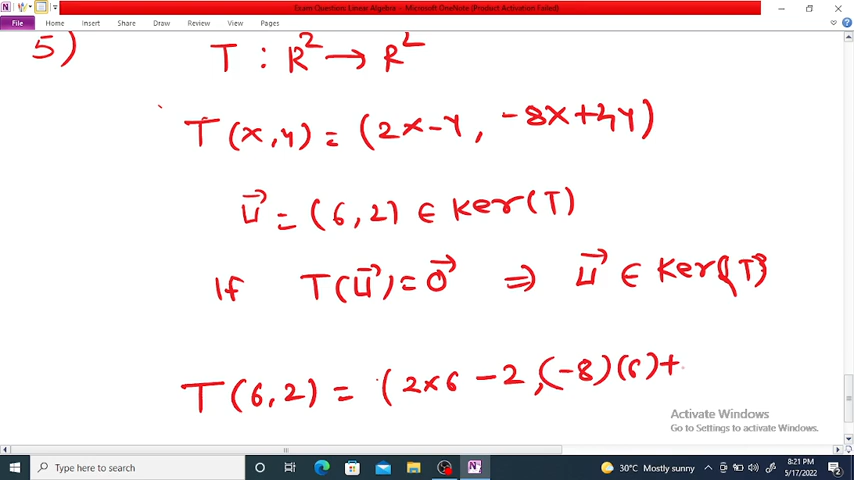 Exam Question: Linear Algebra - Microsoft OneNote (Product Activation Failed)
File Home Insert Share Draw History Review View Pages
5)
T : R² → R²
T(x,y) = (2x-y, -8x+4y)
u⃗ = (6,2) ∈ Ker(T)
If T(u⃗) = 0⃗ ⇒ u⃗ ∈ Ker(T)
T(6,2) = (2×6 - 2, (-8)(6)+
Activate Windows
Go to Settings to activate Windows.
Type here to search
30°C Mostly sunny
8:21 PM
5/17/2022